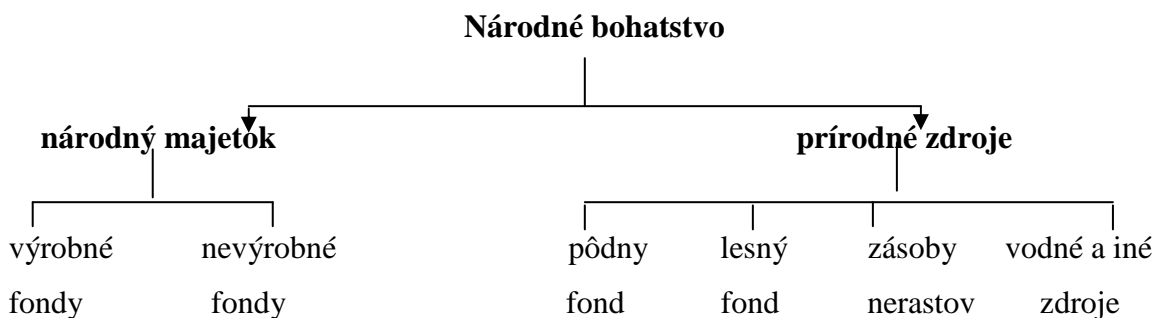 Národné bohatstvo
národný majetok prírodné zdroje
výrobné nevýrobné pôdny lesný zásoby vodné a iné
fondy fondy fond fond nerastov zdroje